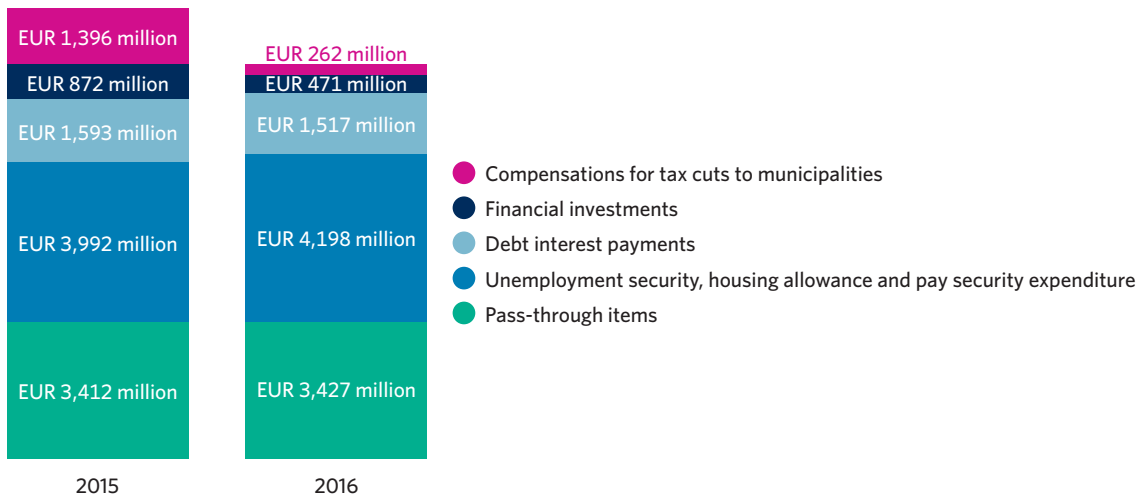 EUR 1,396 million
EUR 872 million
EUR 1,593 million
EUR 3,992 million
EUR 3,412 million
2015
EUR 262 million
EUR 471 million
EUR 1,517 million
EUR 4,198 million
EUR 3,427 million
2016
Compensations for tax cuts to municipalities
Financial investments
Debt interest payments
Unemployment security, housing allowance and pay security expenditure
Pass-through items